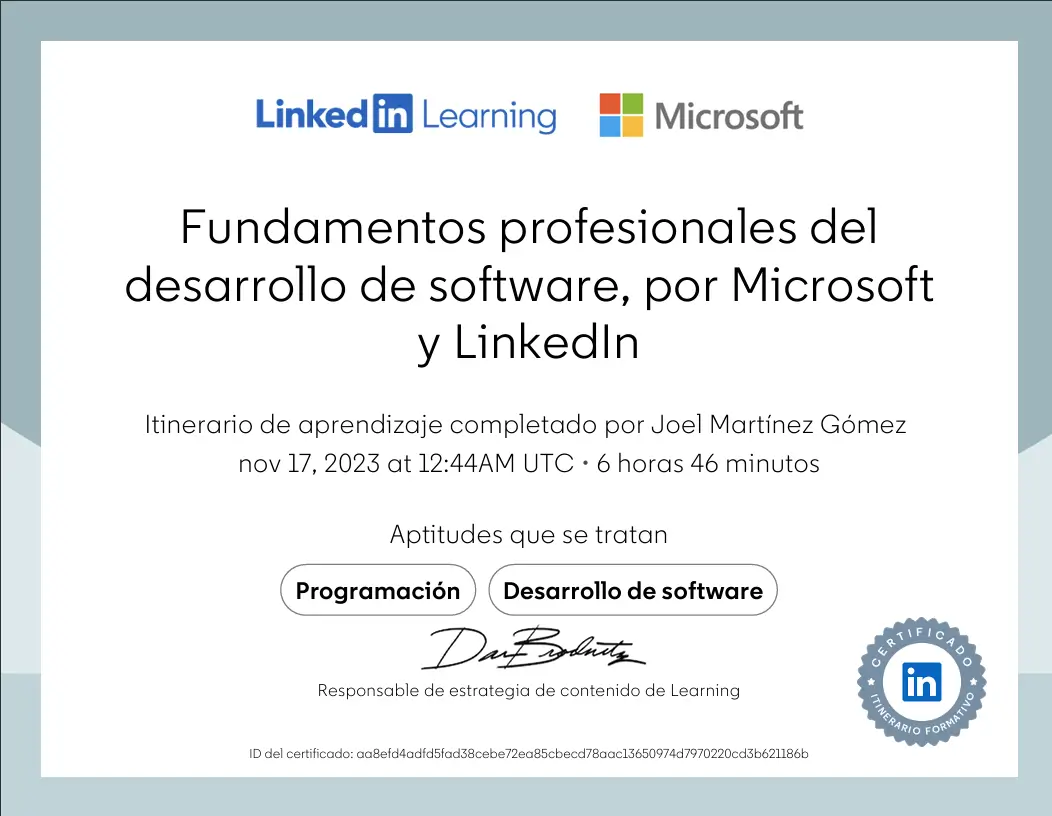 LinkedIn Learning Microsoft
Fundamentos profesionales del
desarrollo de software, por Microsoft
y LinkedIn
Itinerario de aprendizaje completado por Joel Martínez Gómez
nov 17, 2023 at 12:44AM UTC • 6 horas 46 minutos
Aptitudes que se tratan
Programación Desarrollo de software
Dan Brodnitz
Responsable de estrategia de contenido de Learning
CERTIFICADO
in
ITINERARIO FORMATIVO
ID del certificado: aa8efd4adfd5fad38cebe72ea85cbecd78aac13650974d7970220cd3b621186b